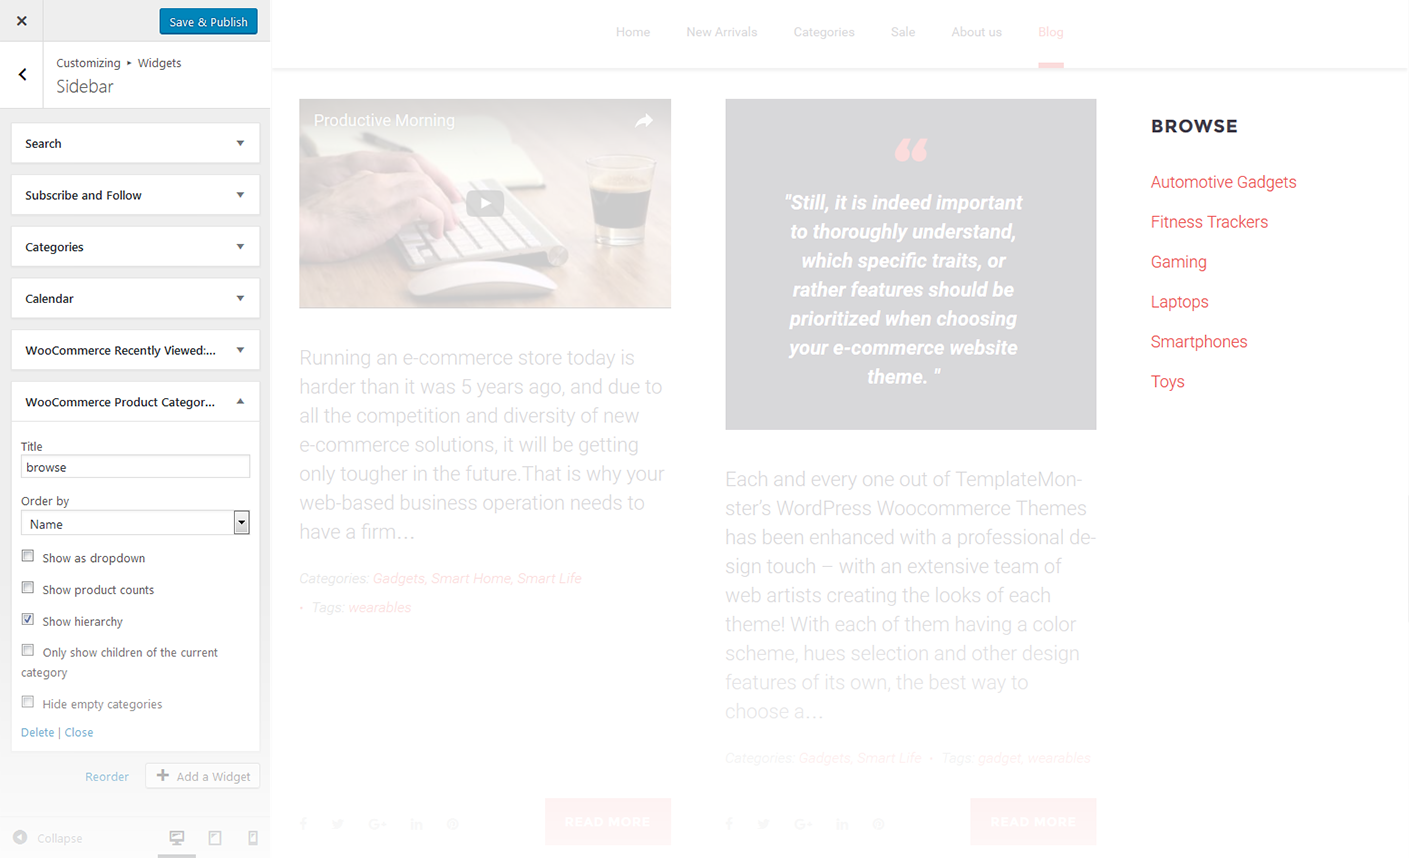 Save & Publish
Customizing ▸ Widgets
Sidebar
Search
Subscribe and Follow
Categories
Calendar
WooCommerce Recently Viewed:...
WooCommerce Product Categor...
Title
browse
Order by
Name
Show as dropdown
Show product counts
Show hierarchy
Only show children of the current
category
Hide empty categories
Delete | Close
Reorder
Add a Widget
Collapse
Home New Arrivals Categories Sale About us Blog
Productive Morning
Running an e-commerce store today is
harder than it was 5 years ago, and due to
all the competition and diversity of new
e-commerce solutions, it will be getting
only tougher in the future.That is why your
web-based business operation needs to
have a firm…
Categories: Gadgets, Smart Home, Smart Life
• Tags: wearables
READ MORE
“
"Still, it is indeed important
to thoroughly understand,
which specific traits, or
rather features should be
prioritized when choosing
your e-commerce website
theme. "
Each and every one out of TemplateMon-
ster’s WordPress Woocommerce Themes
has been enhanced with a professional de-
sign touch – with an extensive team of
web artists creating the looks of each
theme! With each of them having a color
scheme, hues selection and other design
features of its own, the best way to
choose a…
Categories: Gadgets, Smart Life • Tags: gadget, wearables
READ MORE
BROWSE
Automotive Gadgets
Fitness Trackers
Gaming
Laptops
Smartphones
Toys